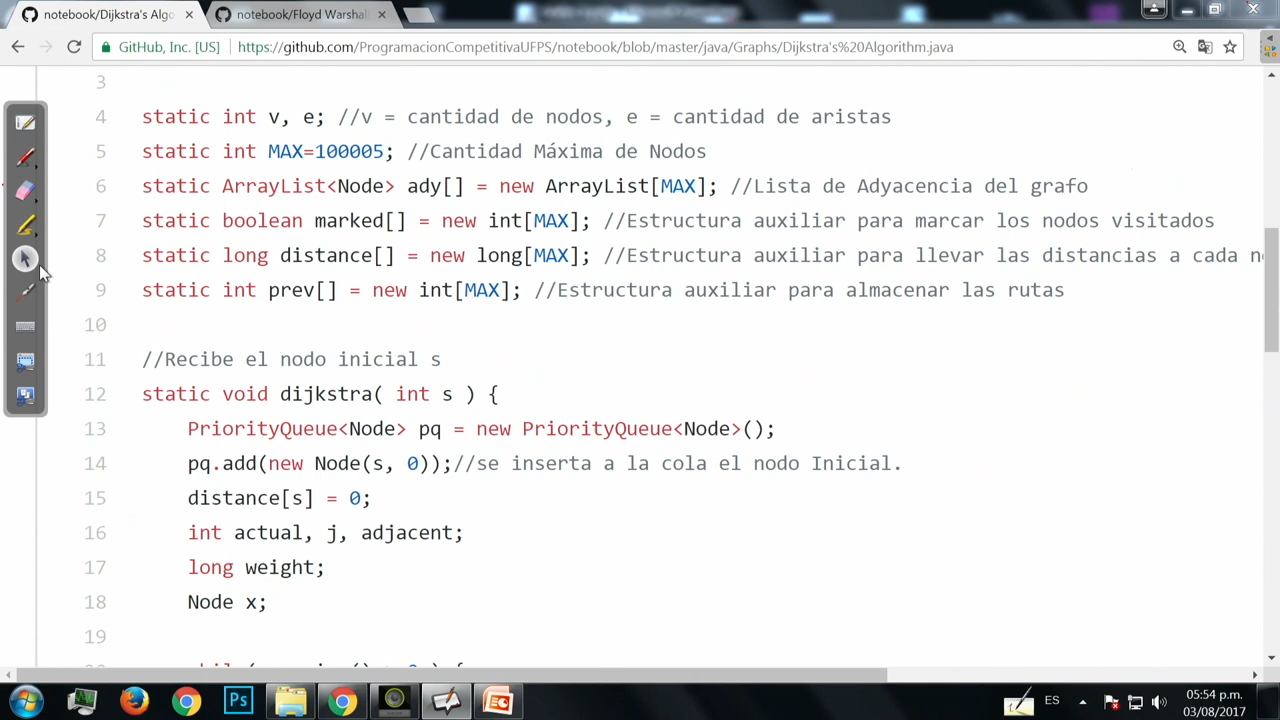 notebook/Dijkstra's Algo
notebook/Floyd Warshal
GitHub, Inc. [US]
https://github.com/ProgramacionCompetitivaUFPS/notebook/blob/master/java/Graphs/Dijkstra's%20Algorithm.java
3
4 static int v, e; //v = cantidad de nodos, e = cantidad de aristas
5 static int MAX=100005; //Cantidad Máxima de Nodos
6 static ArrayList<Node> ady[] = new ArrayList[MAX]; //Lista de Adyacencia del grafo
7 static boolean marked[] = new int[MAX]; //Estructura auxiliar para marcar los nodos visitados
8 static long distance[] = new long[MAX]; //Estructura auxiliar para llevar las distancias a cada n
9 static int prev[] = new int[MAX]; //Estructura auxiliar para almacenar las rutas
10
11 //Recibe el nodo inicial s
12 static void dijkstra( int s ) {
13 PriorityQueue<Node> pq = new PriorityQueue<Node>();
14 pq.add(new Node(s, 0));//se inserta a la cola el nodo Inicial.
15 distance[s] = 0;
16 int actual, j, adjacent;
17 long weight;
18 Node x;
19
Ps
ES
05:54 p.m.
03/08/2017